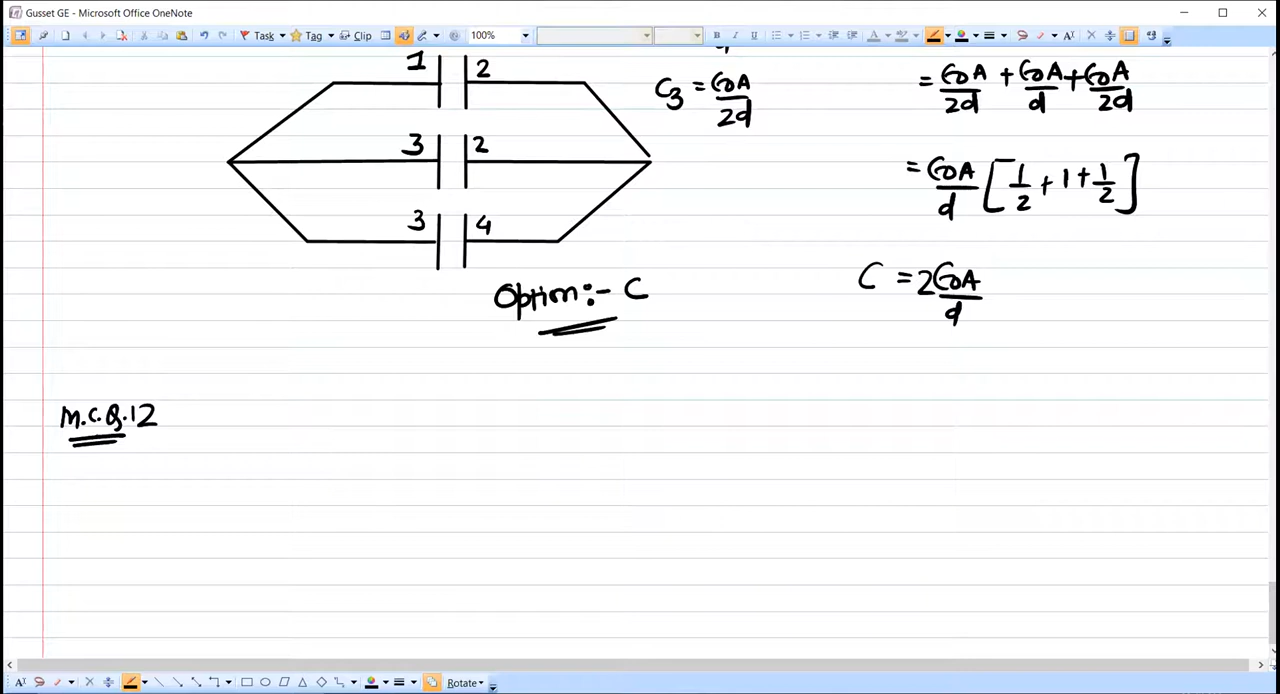 Gusset GE - Microsoft Office OneNote
Task Tag Clip 100% B I U
1 2
3 2
3 4
C₃ = ε₀A/2d
= ε₀A/2d + ε₀A/d + ε₀A/2d
= ε₀A/d [1/2 + 1 + 1/2]
C = 2ε₀A/d
Option:- C
M.C.Q.12
Rotate